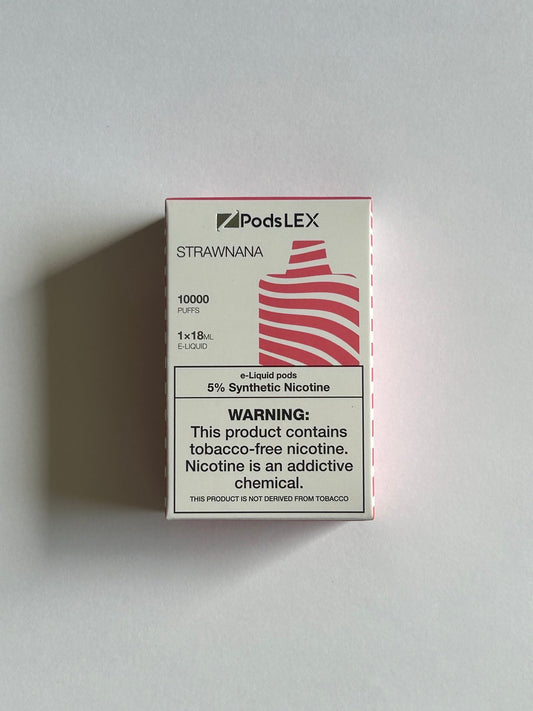 PodsLEX
STRAWNANA
10000
PUFFS
1×18ML
E-LIQUID
e-Liquid pods
5% Synthetic Nicotine
WARNING:
This product contains
tobacco-free nicotine.
Nicotine is an addictive
chemical.
THIS PRODUCT IS NOT DERIVED FROM TOBACCO